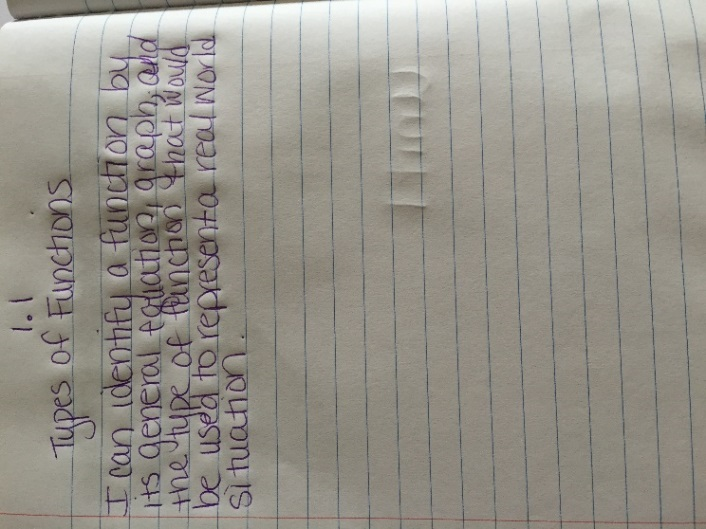 1.1
Types of Functions
I can identify a function by
its general equation, graph, and
the type of function that would
be used to represent a real world
situation.